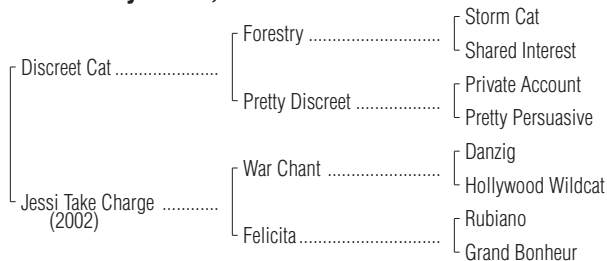 Storm Cat
Forestry ........................
Shared Interest
Discreet Cat .......................
Private Account
Pretty Discreet ....................
Pretty Persuasive
Danzig
War Chant .........................
Hollywood Wildcat
Jessi Take Charge ............
(2002)
Rubiano
Felicita................................
Grand Bonheur